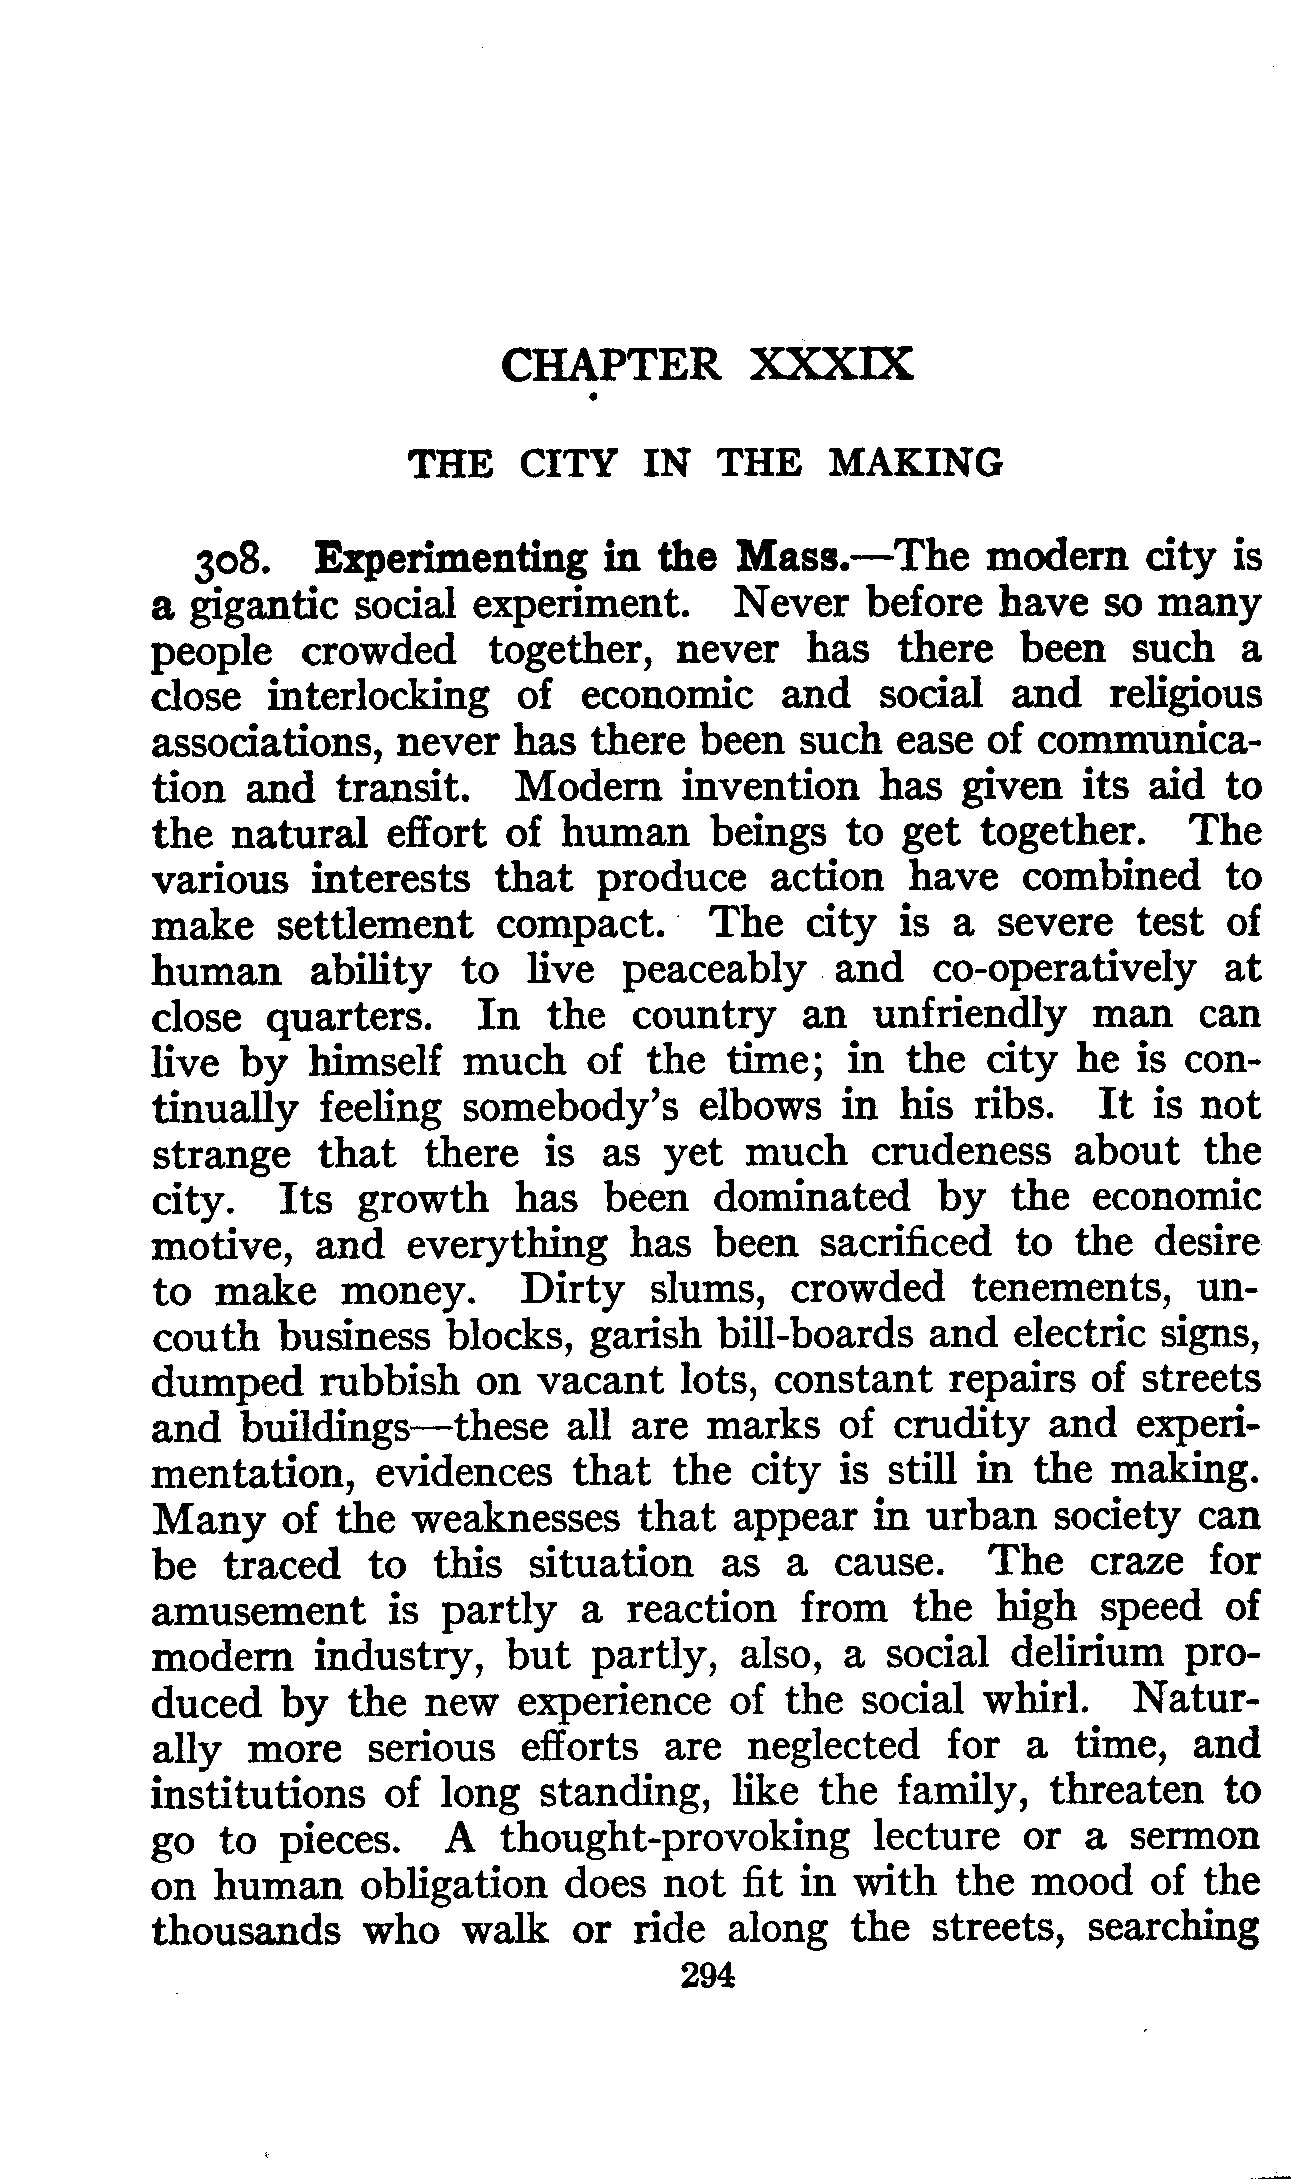 CHAPTER XXXIX
THE CITY IN THE MAKING
308. Experimenting in the Mass.—The modern city is
a gigantic social experiment. Never before have so many
people crowded together, never has there been such a
close interlocking of economic and social and religious
associations, never has there been such ease of communica-
tion and transit. Modern invention has given its aid to
the natural effort of human beings to get together. The
various interests that produce action have combined to
make settlement compact. The city is a severe test of
human ability to live peaceably and co-operatively at
close quarters. In the country an unfriendly man can
live by himself much of the time; in the city he is con-
tinually feeling somebody's elbows in his ribs. It is not
strange that there is as yet much crudeness about the
city. Its growth has been dominated by the economic
motive, and everything has been sacrificed to the desire
to make money. Dirty slums, crowded tenements, un-
couth business blocks, garish bill-boards and electric signs,
dumped rubbish on vacant lots, constant repairs of streets
and buildings—these all are marks of crudity and experi-
mentation, evidences that the city is still in the making.
Many of the weaknesses that appear in urban society can
be traced to this situation as a cause. The craze for
amusement is partly a reaction from the high speed of
modern industry, but partly, also, a social delirium pro-
duced by the new experience of the social whirl. Natur-
ally more serious efforts are neglected for a time, and
institutions of long standing, like the family, threaten to
go to pieces. A thought-provoking lecture or a sermon
on human obligation does not fit in with the mood of the
thousands who walk or ride along the streets, searching
294